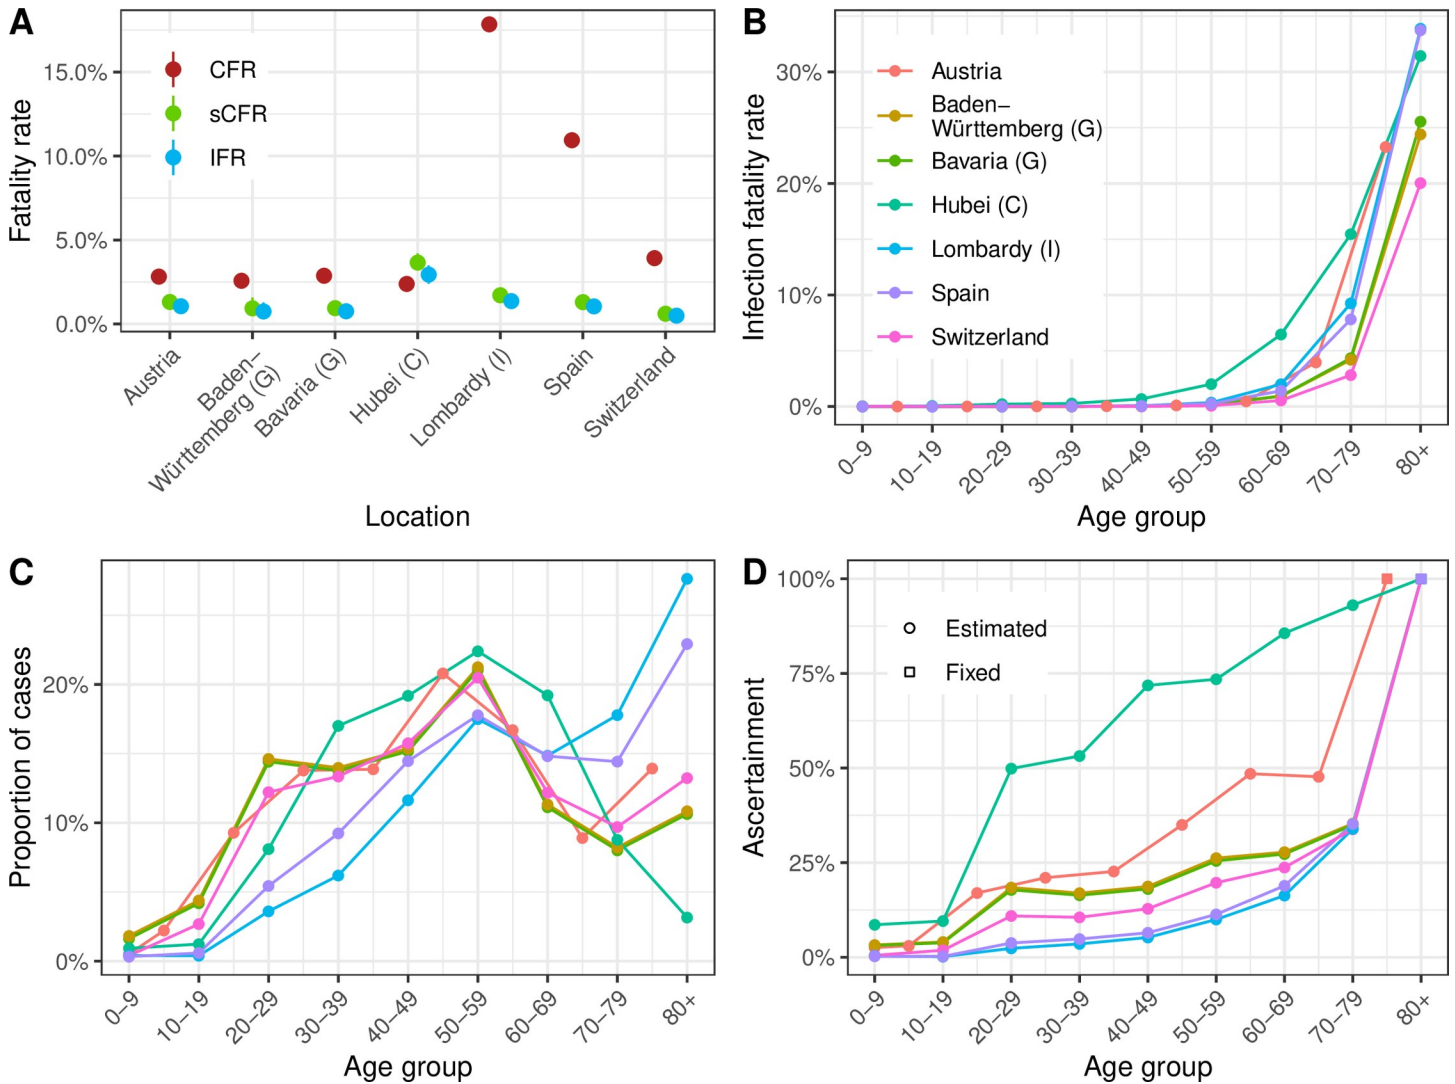 A
Fatality rate
15.0%
10.0%
5.0%
0.0%
CFR
sCFR
IFR
Austria
Baden−
Württemberg (G)
Bavaria (G)
Hubei (C)
Lombardy (I)
Spain
Switzerland
Location
B
Infection fatality rate
30%
20%
10%
0%
Austria
Baden−
Württemberg (G)
Bavaria (G)
Hubei (C)
Lombardy (I)
Spain
Switzerland
0−9
10−19
20−29
30−39
40−49
50−59
60−69
70−79
80+
Age group
C
Proportion of cases
20%
10%
0%
0−9
10−19
20−29
30−39
40−49
50−59
60−69
70−79
80+
Age group
D
Ascertainment
100%
75%
50%
25%
0%
Estimated
Fixed
0−9
10−19
20−29
30−39
40−49
50−59
60−69
70−79
80+
Age group